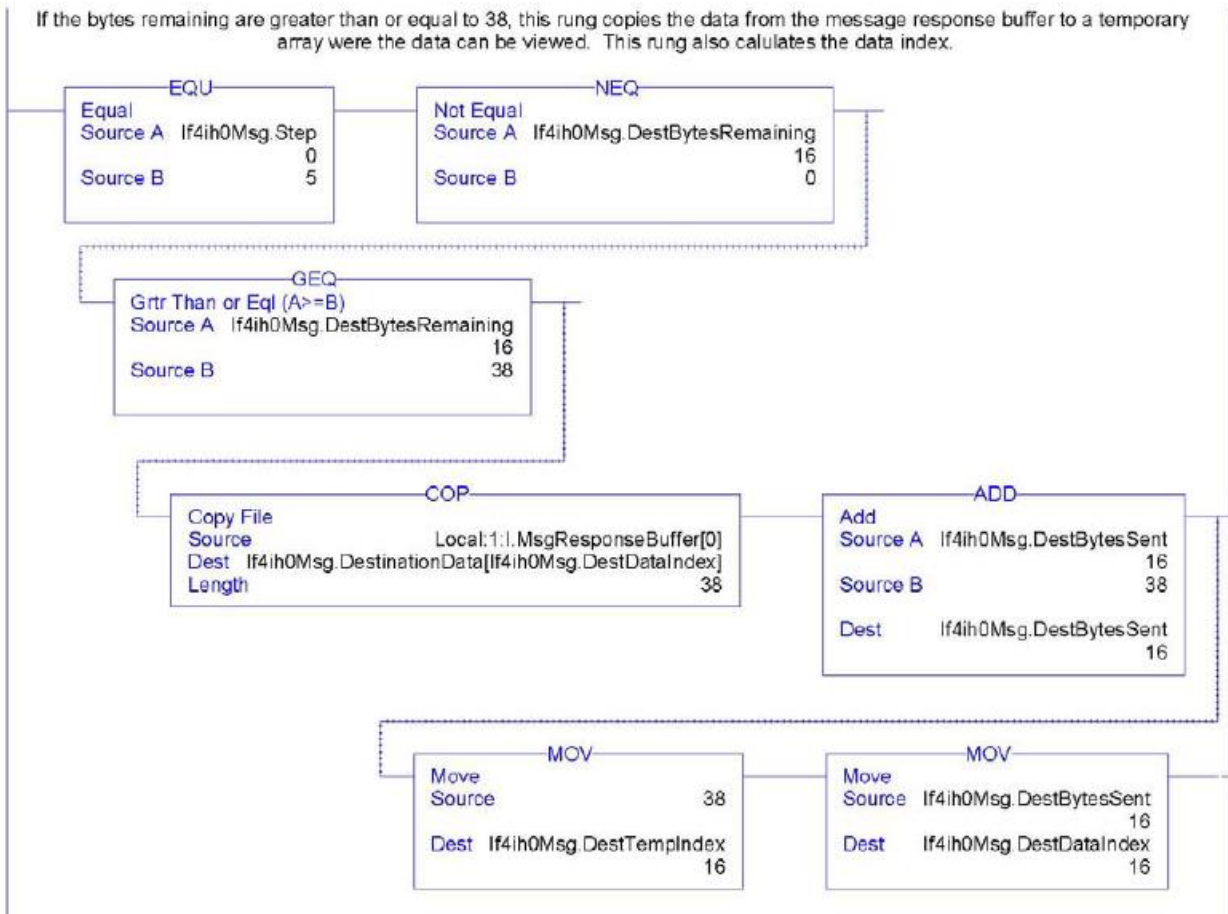 If the bytes remaining are greater than or equal to 38, this rung copies the data from the message response buffer to a temporary
array were the data can be viewed. This rung also calulates the data index.
EQU
Equal
Source A If4ih0Msg.Step
0
Source B 5
NEQ
Not Equal
Source A If4ih0Msg.DestBytesRemaining
16
Source B 0
GEQ
Grtr Than or Eql (A>=B)
Source A If4ih0Msg.DestBytesRemaining
16
Source B 38
COP
Copy File
Source Local:1:I.MsgResponseBuffer[0]
Dest If4ih0Msg.DestinationData[If4ih0Msg.DestDataIndex]
Length 38
ADD
Add
Source A If4ih0Msg.DestBytesSent
16
Source B 38
Dest If4ih0Msg.DestBytesSent
16
MOV
Move
Source 38
Dest If4ih0Msg.DestTempIndex
16
MOV
Move
Source If4ih0Msg.DestBytesSent
16
Dest If4ih0Msg.DestDataIndex
16